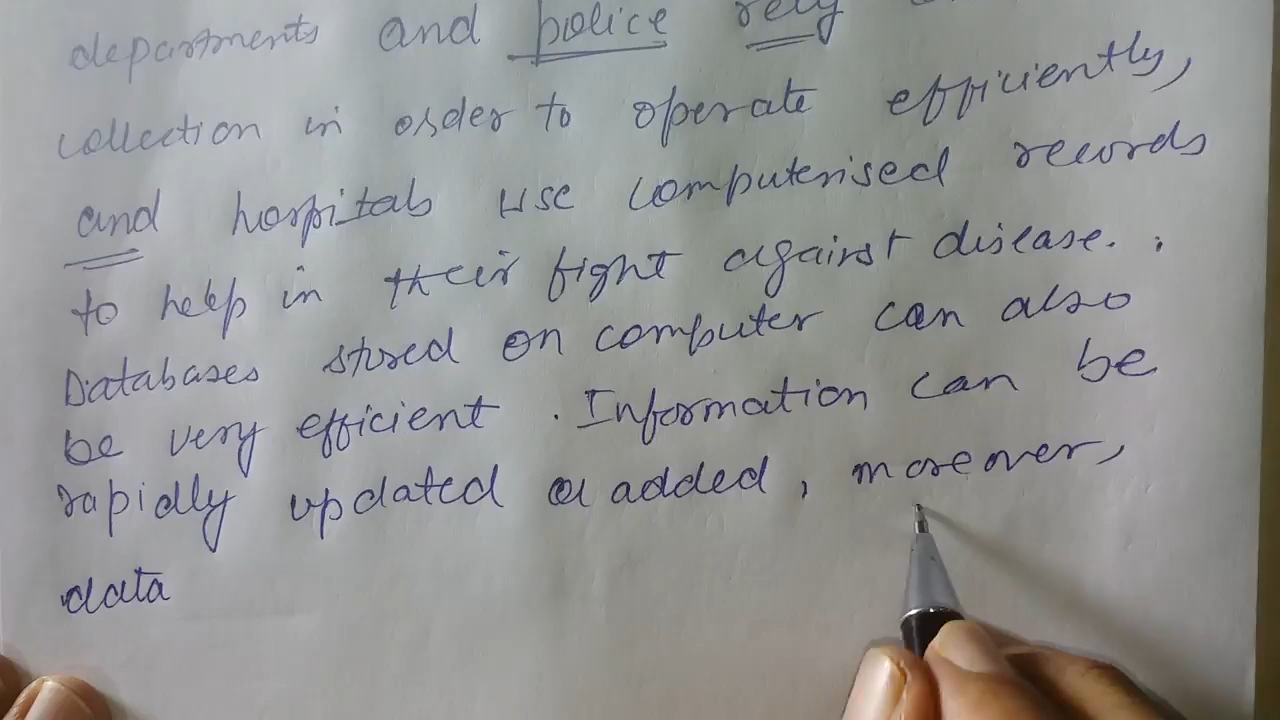 departments and police rely
collection in order to operate efficiently,
and hospitals use computerised records
to help in their fight against disease.
Databases stored on computer can also
be very efficient. Information can be
rapidly updated or added, moreover,
data